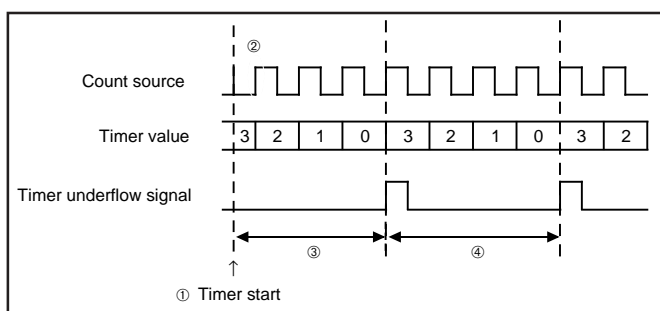 ②
Count source
Timer value 3 2 1 0 3 2 1 0 3 2
Timer underflow signal
③ ④
① Timer start